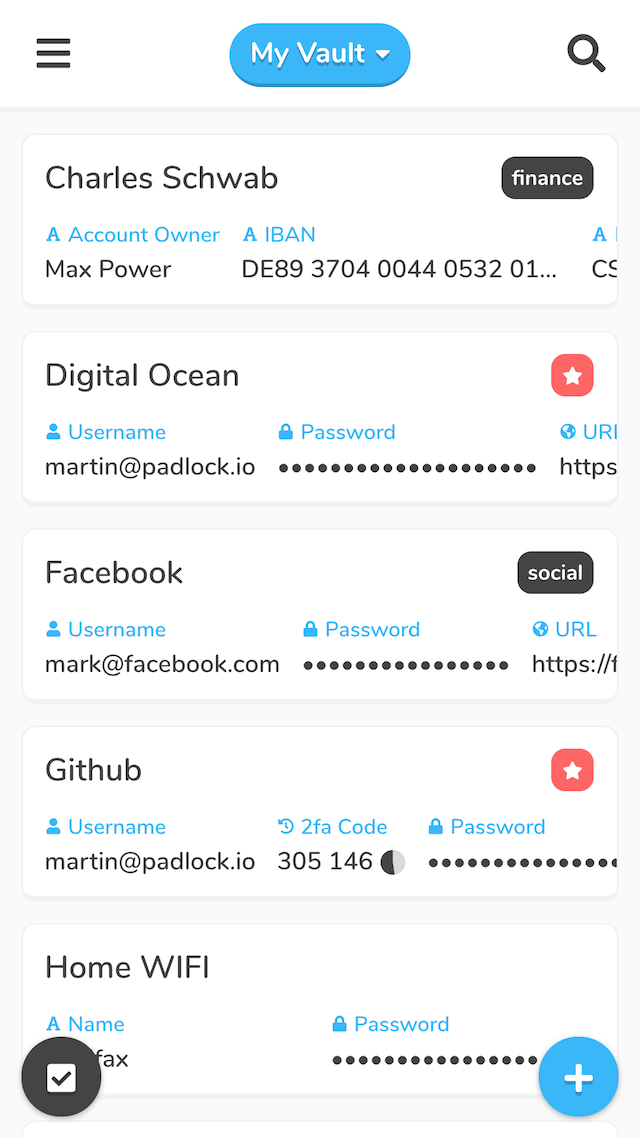 My Vault
Charles Schwab
finance
Account Owner IBAN
Max Power DE89 3704 0044 0532 01... CS
Digital Ocean
Username Password URL
martin@padlock.io •••••••••••••••••••• https
Facebook
social
Username Password URL
mark@facebook.com •••••••••••••••• https://f
Github
Username 2fa Code Password
martin@padlock.io 305 146 •••••••••••••••
Home WIFI
Name Password
fax ••••••••••••••••